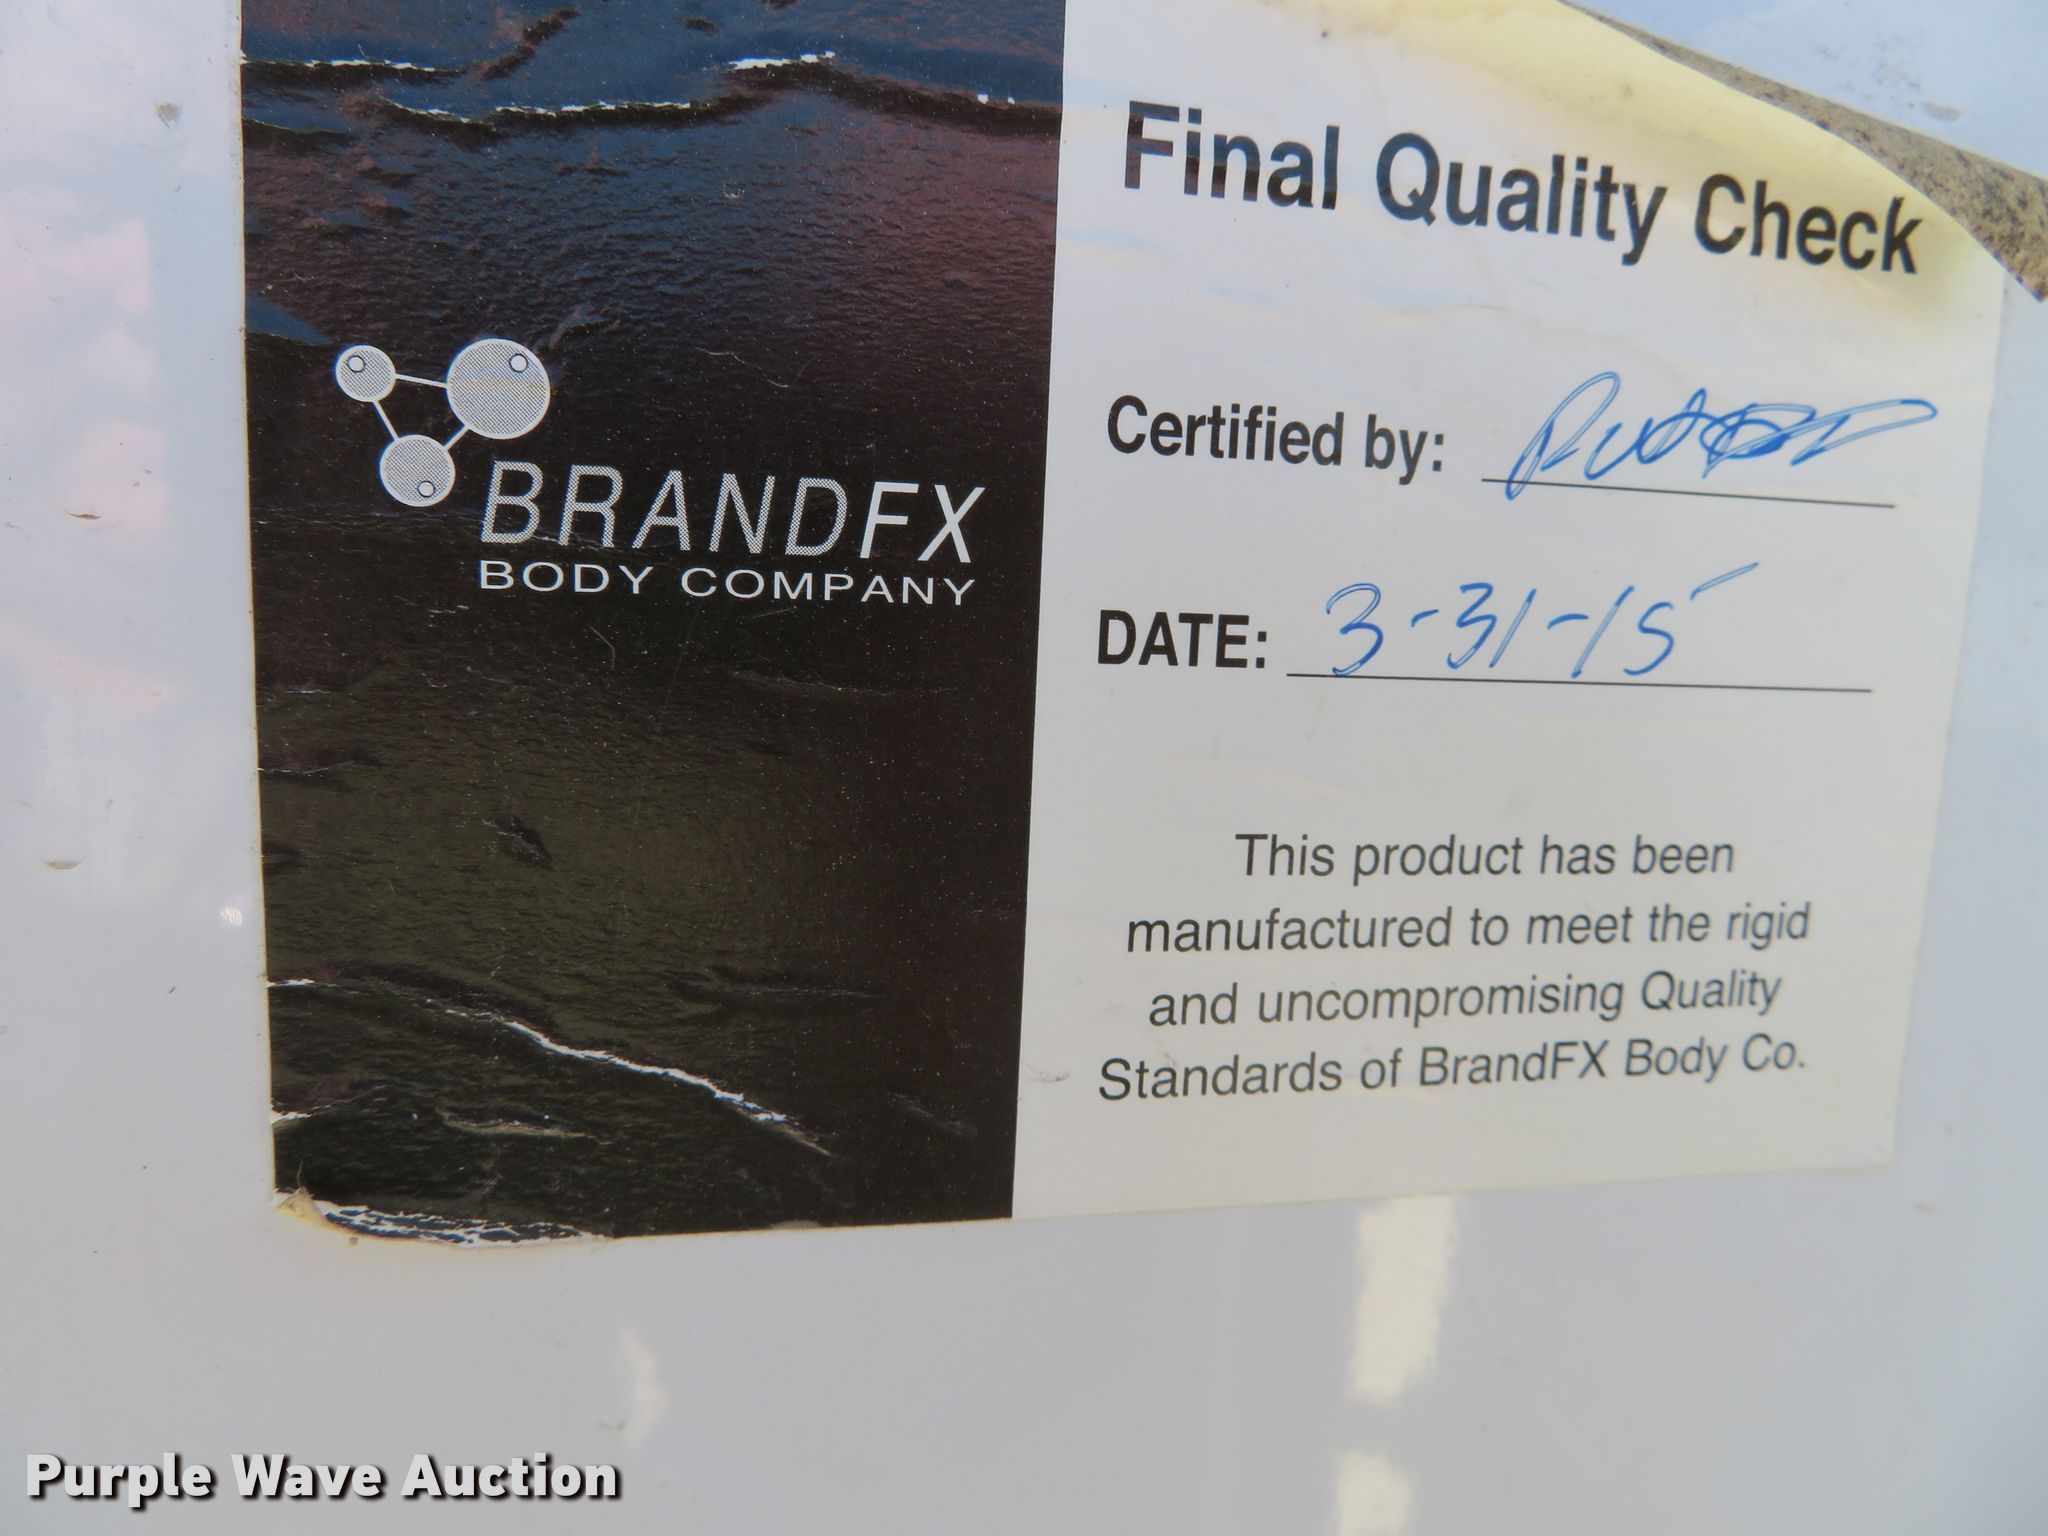 BRANDFX
BODY COMPANY
Final Quality Check
Certified by:
DATE: 3-31-15
This product has been
manufactured to meet the rigid
and uncompromising Quality
Standards of BrandFX Body Co.
Purple Wave Auction